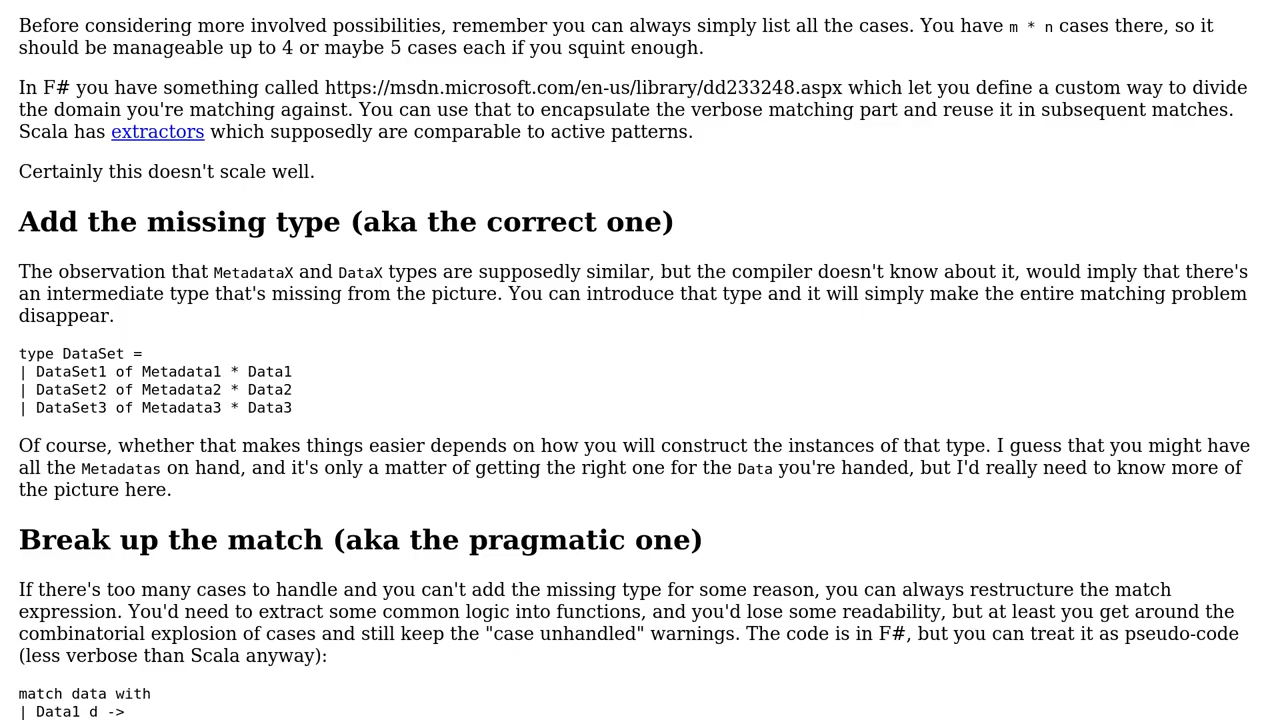 Before considering more involved possibilities, remember you can always simply list all the cases. You have m * n cases there, so it
should be manageable up to 4 or maybe 5 cases each if you squint enough.
In F# you have something called https://msdn.microsoft.com/en-us/library/dd233248.aspx which let you define a custom way to divide
the domain you're matching against. You can use that to encapsulate the verbose matching part and reuse it in subsequent matches.
Scala has extractors which supposedly are comparable to active patterns.
Certainly this doesn't scale well.
Add the missing type (aka the correct one)
The observation that MetadataX and DataX types are supposedly similar, but the compiler doesn't know about it, would imply that there's
an intermediate type that's missing from the picture. You can introduce that type and it will simply make the entire matching problem
disappear.
type DataSet =
| DataSet1 of Metadata1 * Data1
| DataSet2 of Metadata2 * Data2
| DataSet3 of Metadata3 * Data3
Of course, whether that makes things easier depends on how you will construct the instances of that type. I guess that you might have
all the Metadatas on hand, and it's only a matter of getting the right one for the Data you're handed, but I'd really need to know more of
the picture here.
Break up the match (aka the pragmatic one)
If there's too many cases to handle and you can't add the missing type for some reason, you can always restructure the match
expression. You'd need to extract some common logic into functions, and you'd lose some readability, but at least you get around the
combinatorial explosion of cases and still keep the "case unhandled" warnings. The code is in F#, but you can treat it as pseudo-code
(less verbose than Scala anyway):
match data with
| Data1 d ->